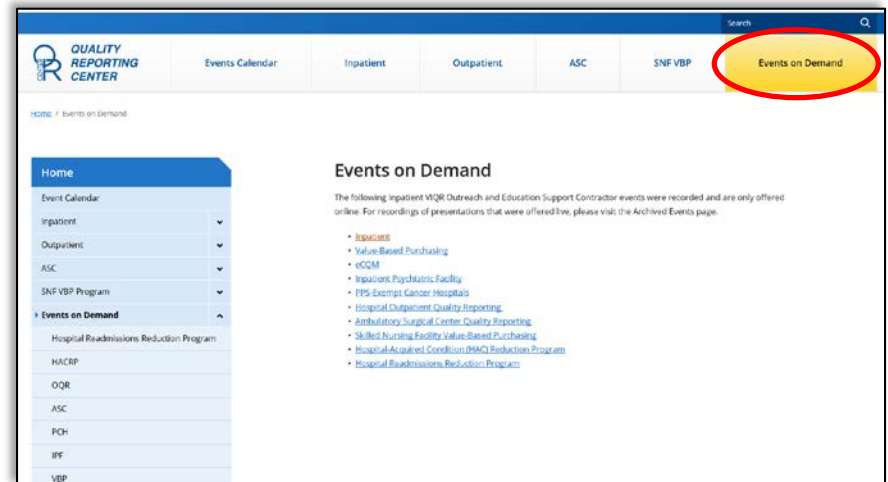 Search
QUALITY
REPORTING
CENTER
Events Calendar
Inpatient
Outpatient
ASC
SNF VBP
Events on Demand
Home / Events on Demand
Home
Event Calendar
Inpatient
Outpatient
ASC
SNF VBP Program
Events on Demand
Hospital Readmissions Reduction Program
HACRP
OQR
ASC
PCH
IPF
VBP
Events on Demand
The following Inpatient VIQR Outreach and Education Support Contractor events were recorded and are only offered
online. For recordings of presentations that were offered live, please visit the Archived Events page.
• Inpatient
• Value-Based Purchasing
• eCQM
• Inpatient Psychiatric Facility
• PPS-Exempt Cancer Hospitals
• Hospital Outpatient Quality Reporting
• Ambulatory Surgical Center Quality Reporting
• Skilled Nursing Facility Value-Based Purchasing
• Hospital-Acquired Condition (HAC) Reduction Program
• Hospital Readmissions Reduction Program